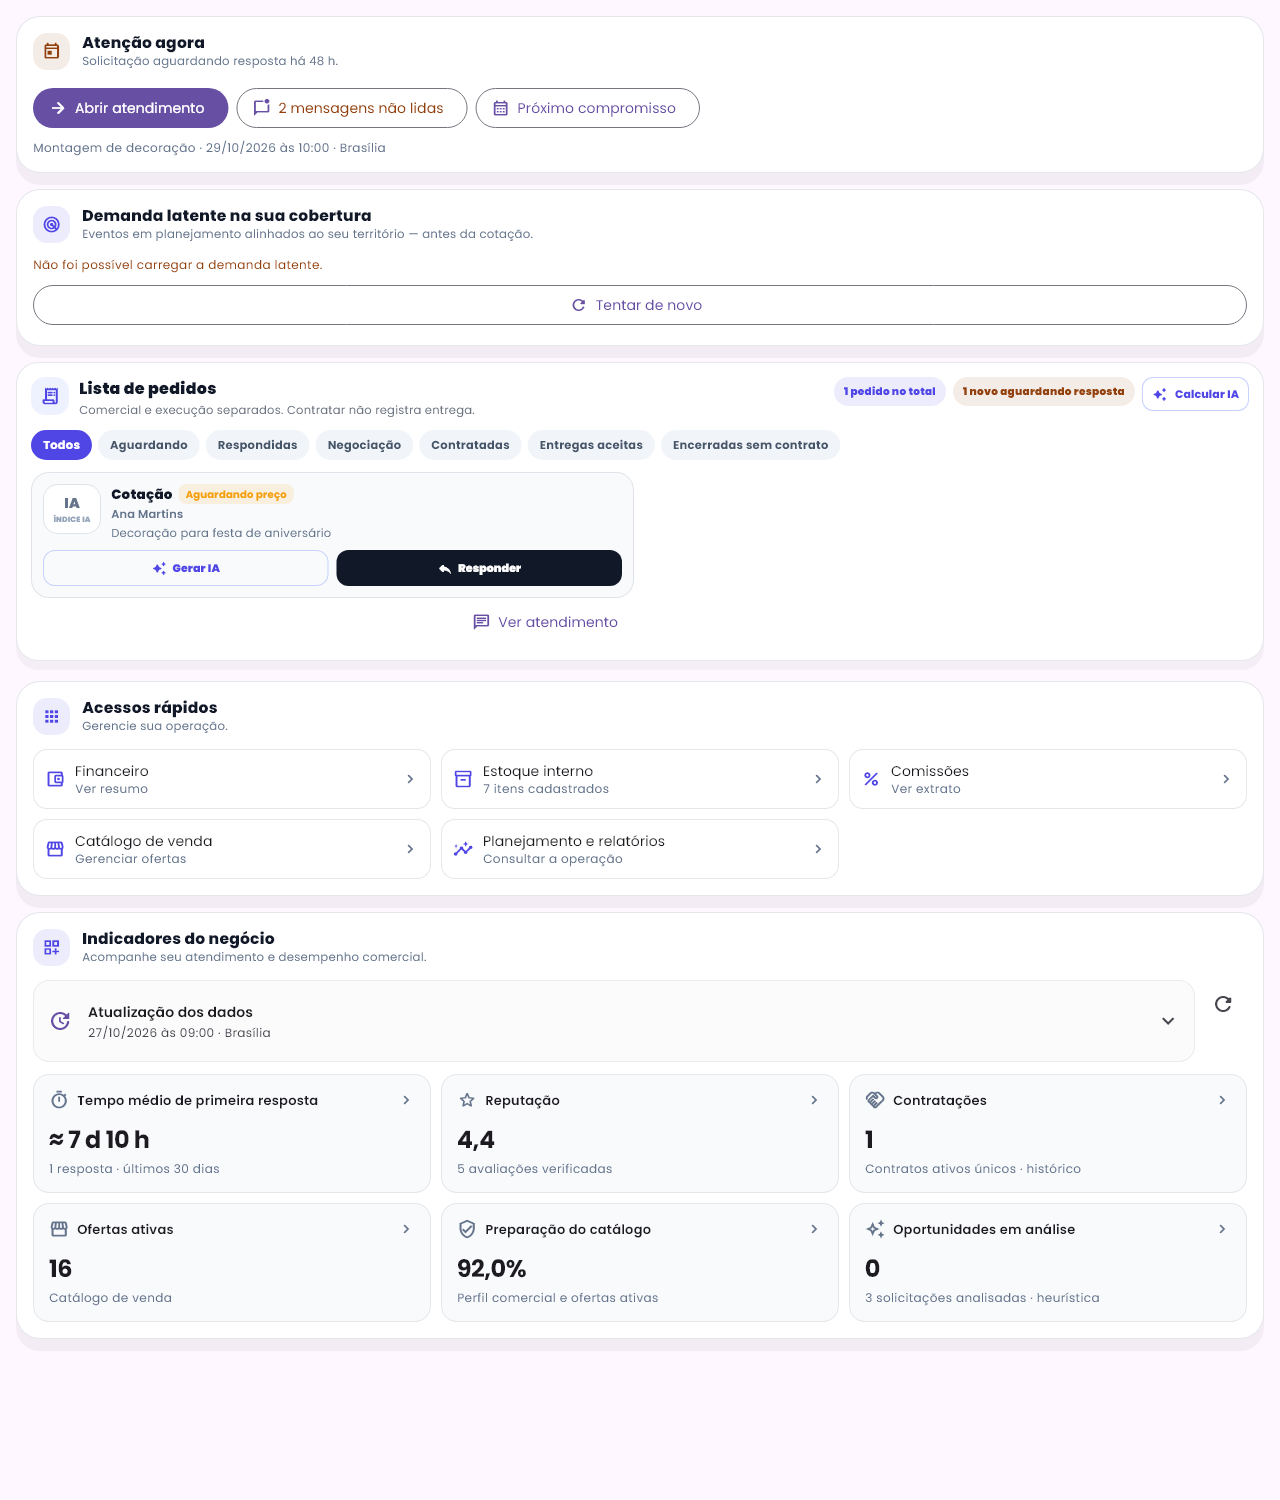 Atenção agora
Solicitação aguardando resposta há 48 h.
Abrir atendimento
2 mensagens não lidas
Próximo compromisso
Montagem de decoração · 29/10/2026 às 10:00 · Brasília
Demanda latente na sua cobertura
Eventos em planejamento alinhados ao seu território — antes da cotação.
Não foi possível carregar a demanda latente.
Tentar de novo
Lista de pedidos
Comercial e execução separados. Contratar não registra entrega.
1 pedido no total
1 novo aguardando resposta
Calcular IA
Todos
Aguardando
Respondidas
Negociação
Contratadas
Entregas aceitas
Encerradas sem contrato
IA
ÍNDICE IA
Cotação
Aguardando preço
Ana Martins
Decoração para festa de aniversário
Gerar IA
Responder
Ver atendimento
Acessos rápidos
Gerencie sua operação.
Financeiro
Ver resumo
Estoque interno
7 itens cadastrados
Comissões
Ver extrato
Catálogo de venda
Gerenciar ofertas
Planejamento e relatórios
Consultar a operação
Indicadores do negócio
Acompanhe seu atendimento e desempenho comercial.
Atualização dos dados
27/10/2026 às 09:00 · Brasília
Tempo médio de primeira resposta
≈ 7 d 10 h
1 resposta · últimos 30 dias
Reputação
4,4
5 avaliações verificadas
Contratações
1
Contratos ativos únicos · histórico
Ofertas ativas
16
Catálogo de venda
Preparação do catálogo
92,0%
Perfil comercial e ofertas ativas
Oportunidades em análise
0
3 solicitações analisadas · heurística